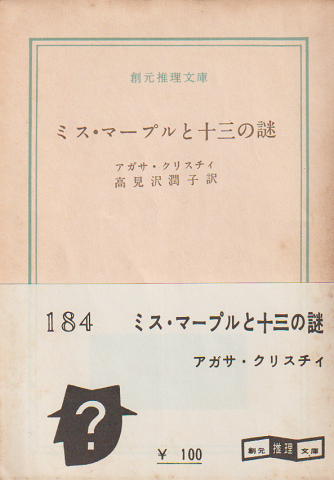 創元推理文庫
ミス・マープルと十三の謎
アガサ・クリスチィ
高見沢潤子訳
184 ミス・マープルと十三の謎
アガサ・クリスチィ
?
¥ 100
創元 推理 文庫